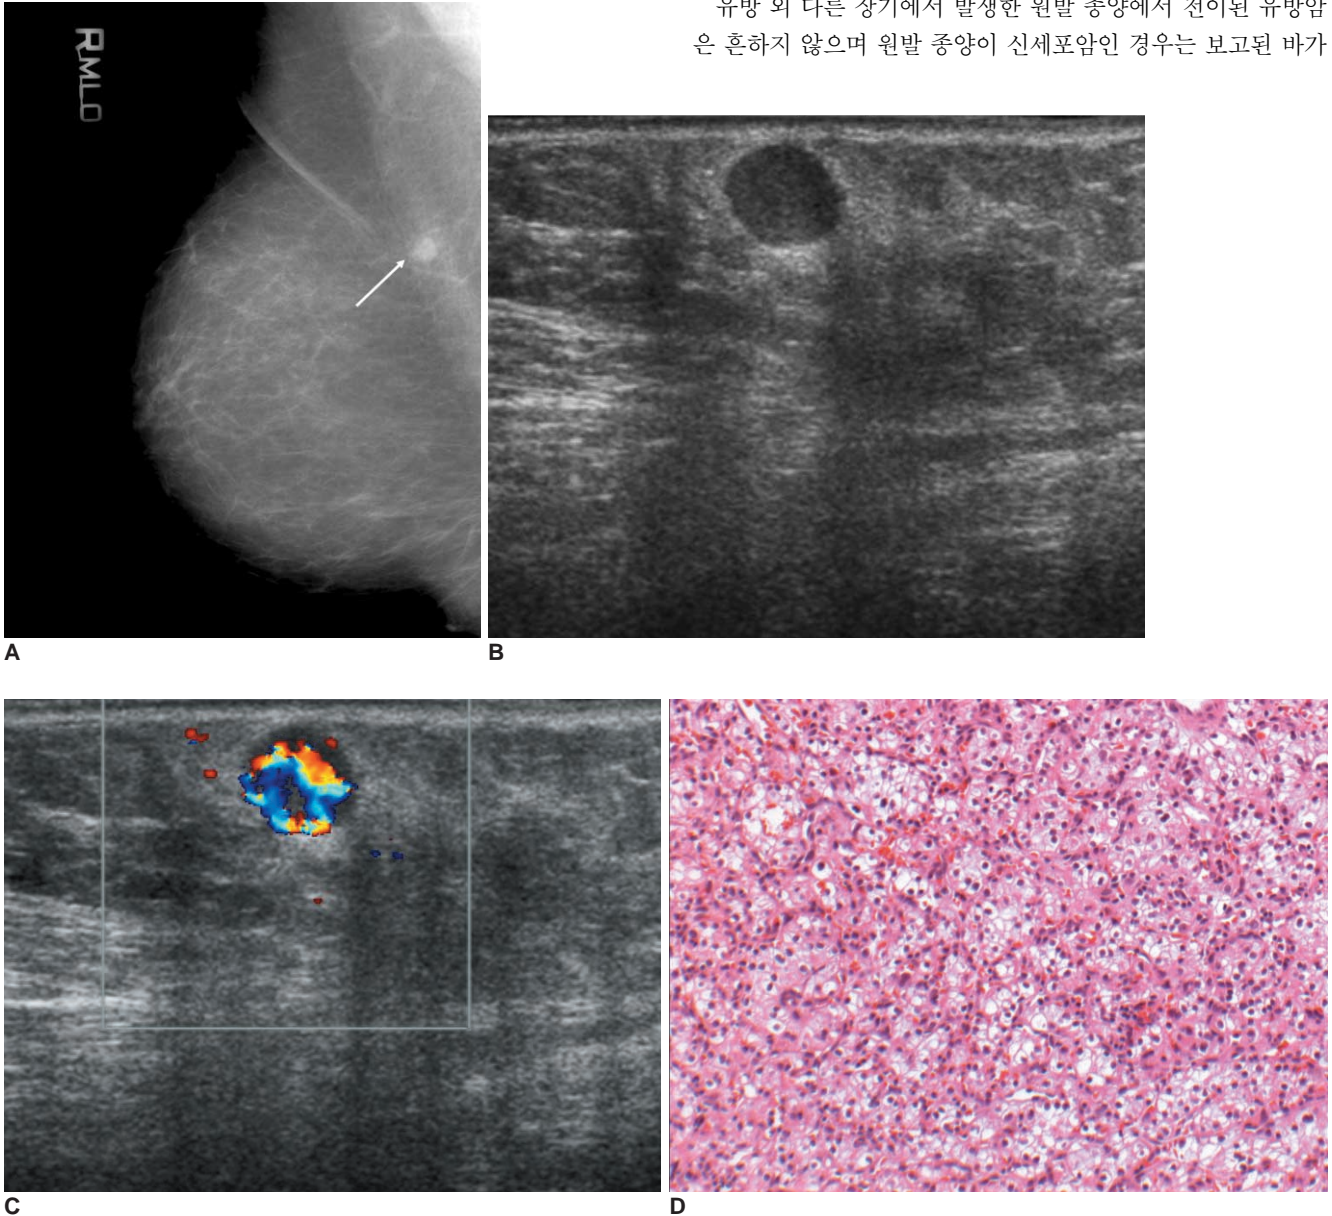 유방 외 다른 장기에서 발생한 원발 종양에서 전이된 유방암
은 흔하지 않으며 원발 종양이 신세포암인 경우는 보고된 바가
RMLO
A
B
C
D